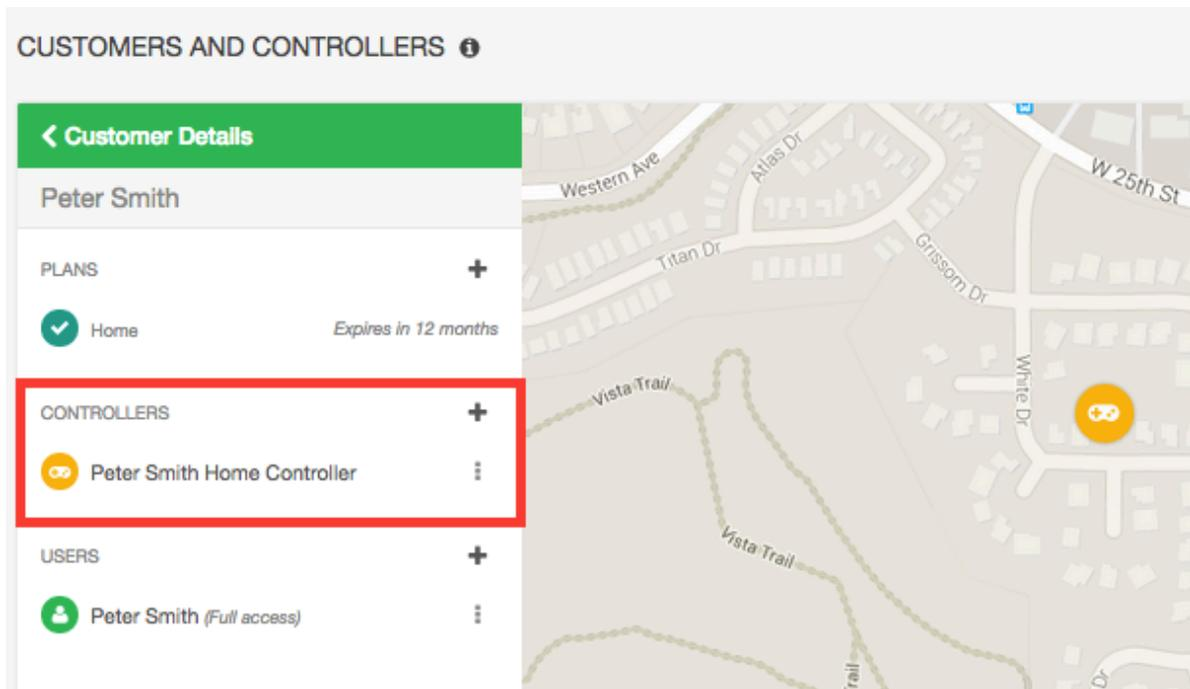 CUSTOMERS AND CONTROLLERS
Customer Details
Peter Smith
PLANS
Home
Expires in 12 months
CONTROLLERS
Peter Smith Home Controller
USERS
Peter Smith (Full access)
Western Ave
Atlas Dr
W 25th St
Titan Dr
Grissom Dr
Vista Trail
White Dr
Vista Trail
rail
Dr